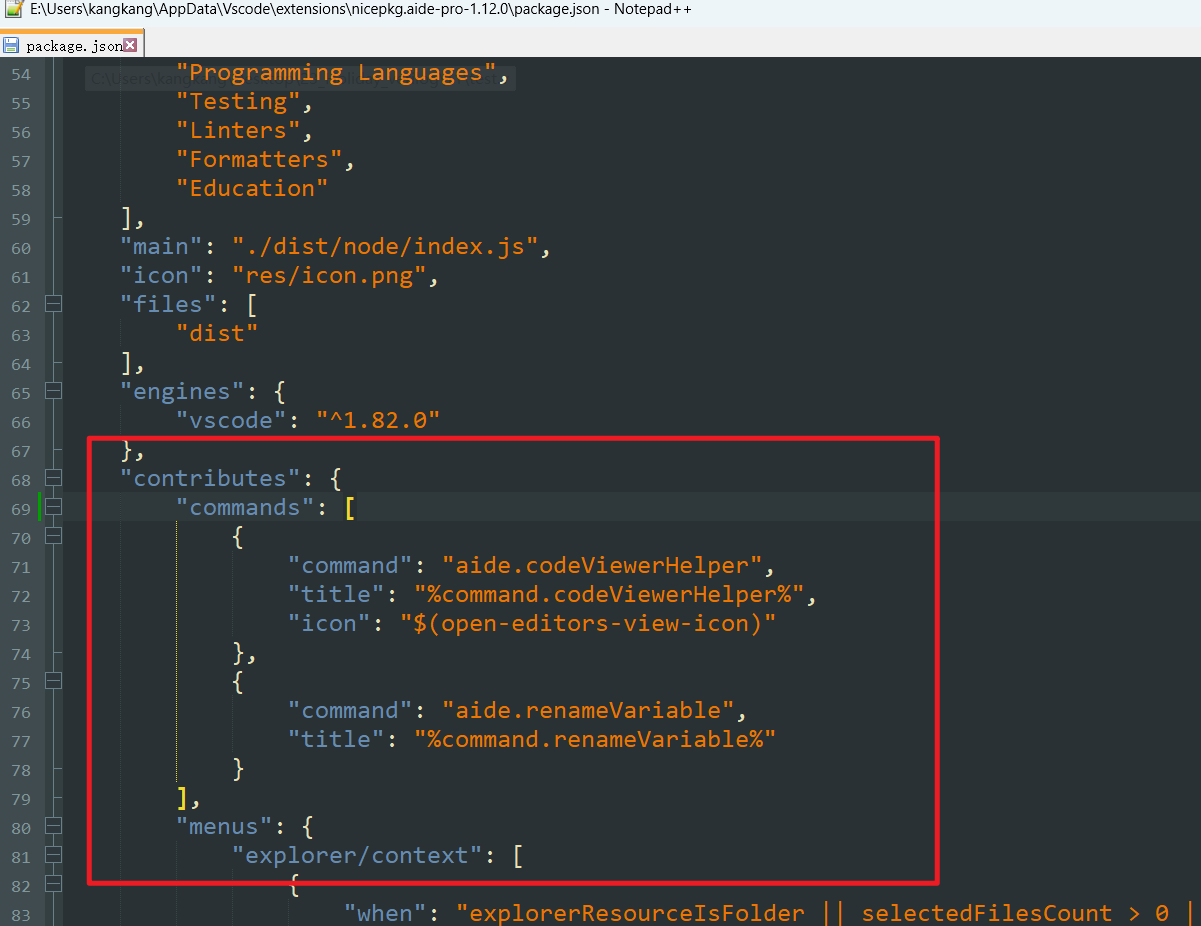 E:\Users\kangkang\AppData\Vscode\extensions\nicepkg.aide-pro-1.12.0\package.json - Notepad++
package.json
54 "Programming Languages",
55 "Testing",
56 "Linters",
57 "Formatters",
58 "Education"
59 ],
60 "main": "./dist/node/index.js",
61 "icon": "res/icon.png",
62 "files": [
63 "dist"
64 ],
65 "engines": {
66 "vscode": "^1.82.0"
67 },
68 "contributes": {
69 "commands": [
70 {
71 "command": "aide.codeViewerHelper",
72 "title": "%command.codeViewerHelper%",
73 "icon": "$(open-editors-view-icon)"
74 },
75 {
76 "command": "aide.renameVariable",
77 "title": "%command.renameVariable%"
78 }
79 ],
80 "menus": {
81 "explorer/context": [
82 {
83 "when": "explorerResourceIsFolder || selectedFilesCount > 0 |